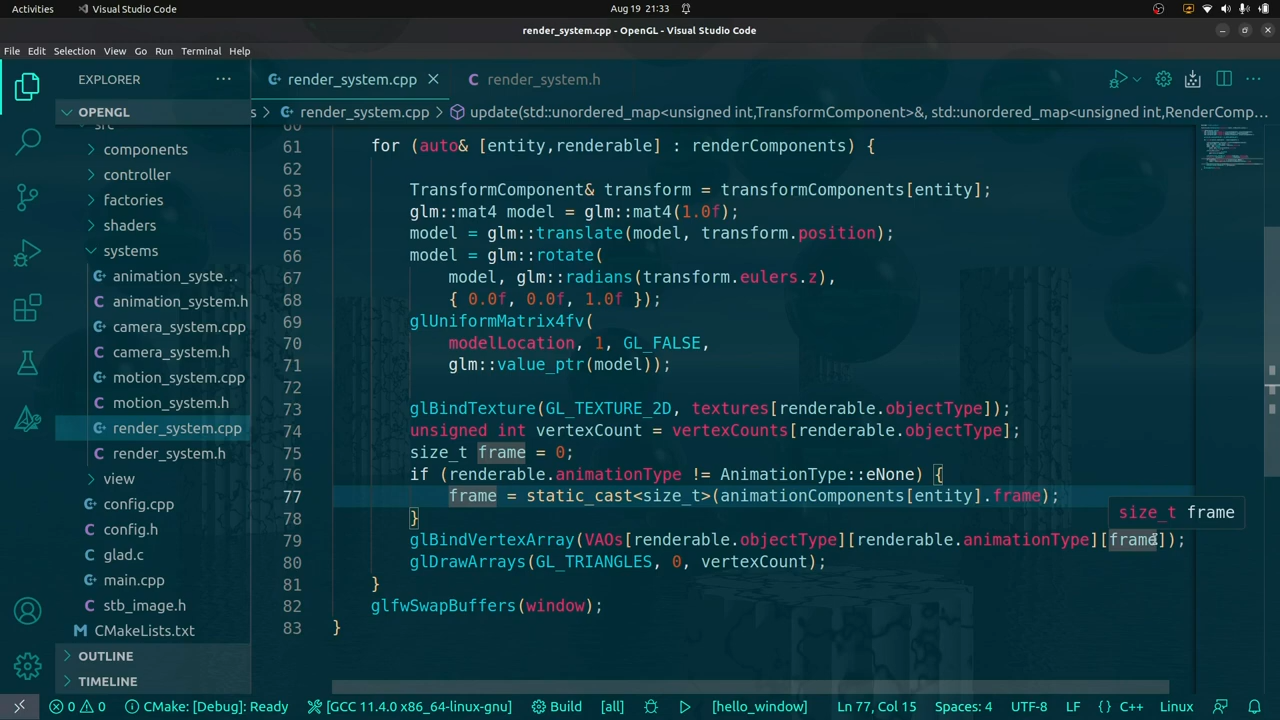 Activities
Visual Studio Code
Aug 19 21:33
render_system.cpp - OpenGL - Visual Studio Code
File Edit Selection View Go Run Terminal Help
EXPLORER
render_system.cpp
render_system.h
OPENGL
s > render_system.cpp > update(std::unordered_map<unsigned int,TransformComponent>&, std::unordered_map<unsigned int,RenderComp...
src
components
controller
factories
shaders
systems
animation_syste...
animation_system.h
camera_system.cpp
camera_system.h
motion_system.cpp
motion_system.h
render_system.cpp
render_system.h
view
config.cpp
config.h
glad.c
main.cpp
stb_image.h
CMakeLists.txt
OUTLINE
TIMELINE
60
61 for (auto& [entity,renderable] : renderComponents) {
62
63 TransformComponent& transform = transformComponents[entity];
64 glm::mat4 model = glm::mat4(1.0f);
65 model = glm::translate(model, transform.position);
66 model = glm::rotate(
67 model, glm::radians(transform.eulers.z),
68 { 0.0f, 0.0f, 1.0f });
69 glUniformMatrix4fv(
70 modelLocation, 1, GL_FALSE,
71 glm::value_ptr(model));
72
73 glBindTexture(GL_TEXTURE_2D, textures[renderable.objectType]);
74 unsigned int vertexCount = vertexCounts[renderable.objectType];
75 size_t frame = 0;
76 if (renderable.animationType != AnimationType::eNone) {
77 frame = static_cast<size_t>(animationComponents[entity].frame);
78 }
size_t frame
79 glBindVertexArray(VAOs[renderable.objectType][renderable.animationType][frame]);
80 glDrawArrays(GL_TRIANGLES, 0, vertexCount);
81 }
82 glfwSwapBuffers(window);
83 }
0 0 CMake: [Debug]: Ready [GCC 11.4.0 x86_64-linux-gnu] Build [all] [hello_window] Ln 77, Col 15 Spaces: 4 UTF-8 LF {} C++ Linux